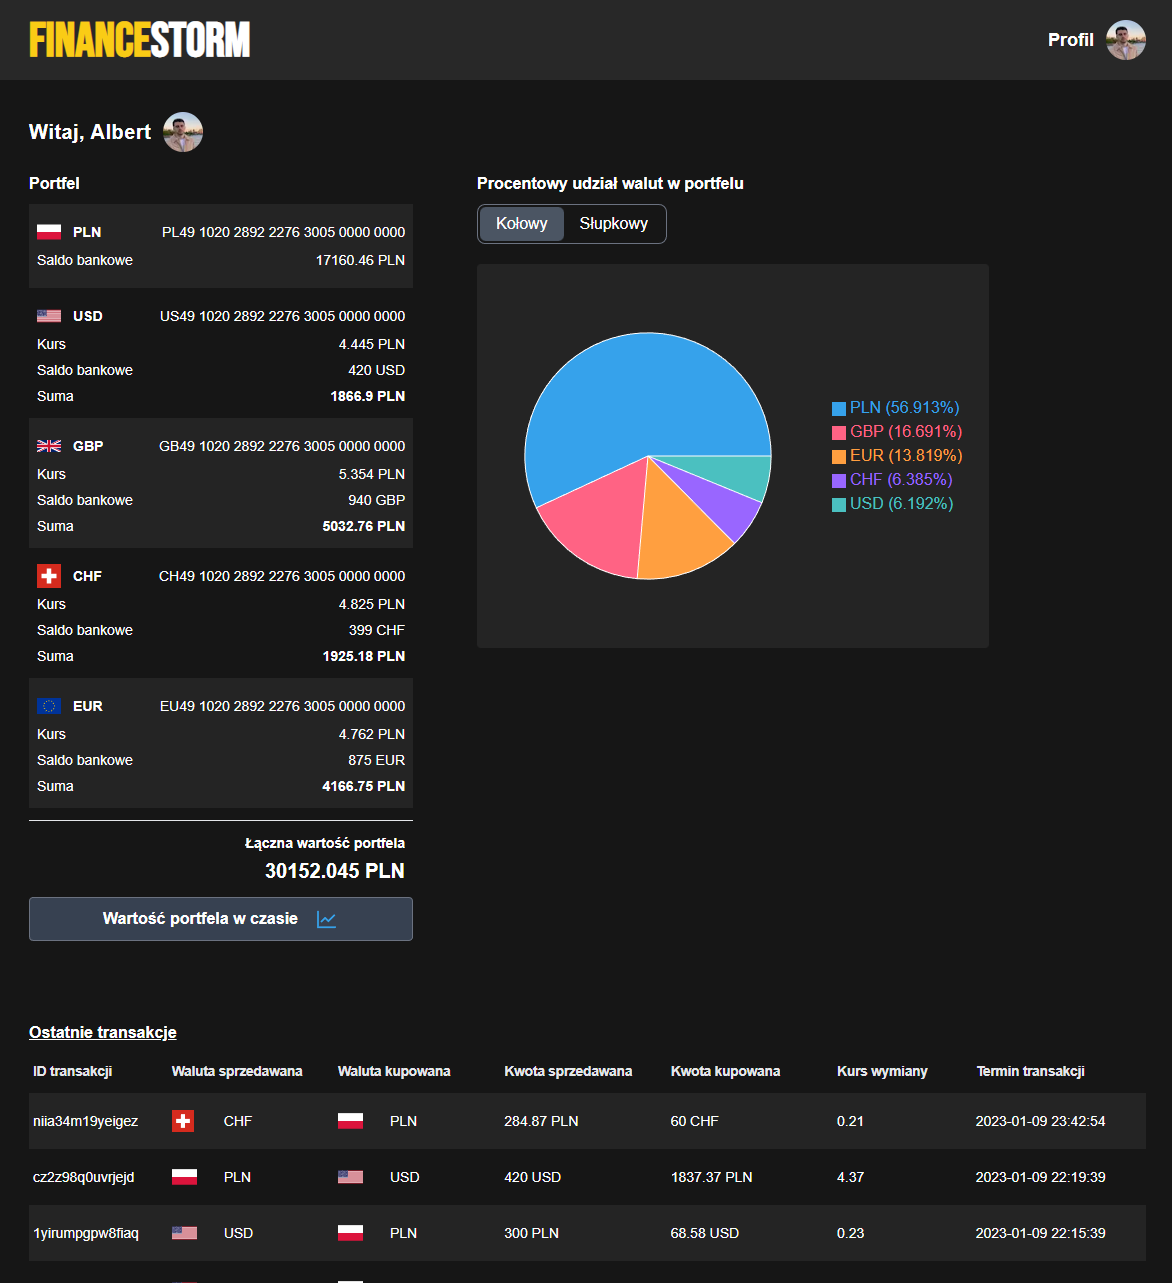 FINANCESTORM
Profil
Witaj, Albert
Portfel
PLN PL49 1020 2892 2276 3005 0000 0000
Saldo bankowe 17160.46 PLN
USD US49 1020 2892 2276 3005 0000 0000
Kurs 4.445 PLN
Saldo bankowe 420 USD
Suma 1866.9 PLN
GBP GB49 1020 2892 2276 3005 0000 0000
Kurs 5.354 PLN
Saldo bankowe 940 GBP
Suma 5032.76 PLN
CHF CH49 1020 2892 2276 3005 0000 0000
Kurs 4.825 PLN
Saldo bankowe 399 CHF
Suma 1925.18 PLN
EUR EU49 1020 2892 2276 3005 0000 0000
Kurs 4.762 PLN
Saldo bankowe 875 EUR
Suma 4166.75 PLN
Łączna wartość portfela
30152.045 PLN
Wartość portfela w czasie
Procentowy udział walut w portfelu
Kołowy Słupkowy
PLN (56.913%)
GBP (16.691%)
EUR (13.819%)
CHF (6.385%)
USD (6.192%)
Ostatnie transakcje
ID transakcji Waluta sprzedawana Waluta kupowana Kwota sprzedawana Kwota kupowana Kurs wymiany Termin transakcji
niia34m19yeigez CHF PLN 284.87 PLN 60 CHF 0.21 2023-01-09 23:42:54
cz2z98q0uvrjejd PLN USD 420 USD 1837.37 PLN 4.37 2023-01-09 22:19:39
1yirumpgpw8fiaq USD PLN 300 PLN 68.58 USD 0.23 2023-01-09 22:15:39